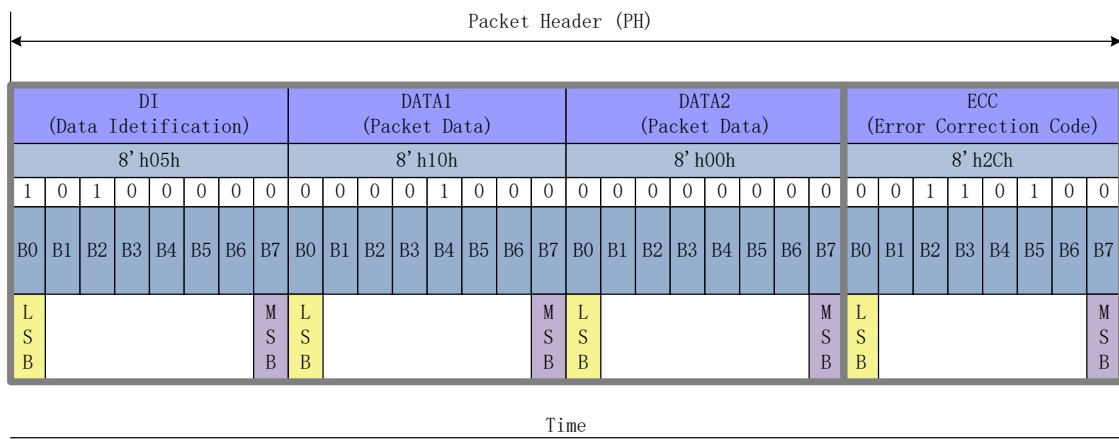 Packet Header (PH)
DI DATA1 DATA2 ECC
(Data Idetification) (Packet Data) (Packet Data) (Error Correction Code)
8'h05h 8'h10h 8'h00h 8'h2Ch
1 0 1 0 0 0 0 0 0 0 0 0 1 0 0 0 0 0 0 0 0 0 0 0 0 0 1 1 0 1 0 0
B0 B1 B2 B3 B4 B5 B6 B7 B0 B1 B2 B3 B4 B5 B6 B7 B0 B1 B2 B3 B4 B5 B6 B7 B0 B1 B2 B3 B4 B5 B6 B7
L M L M L M L M
S S S S S S S S
B B B B B B B B
Time